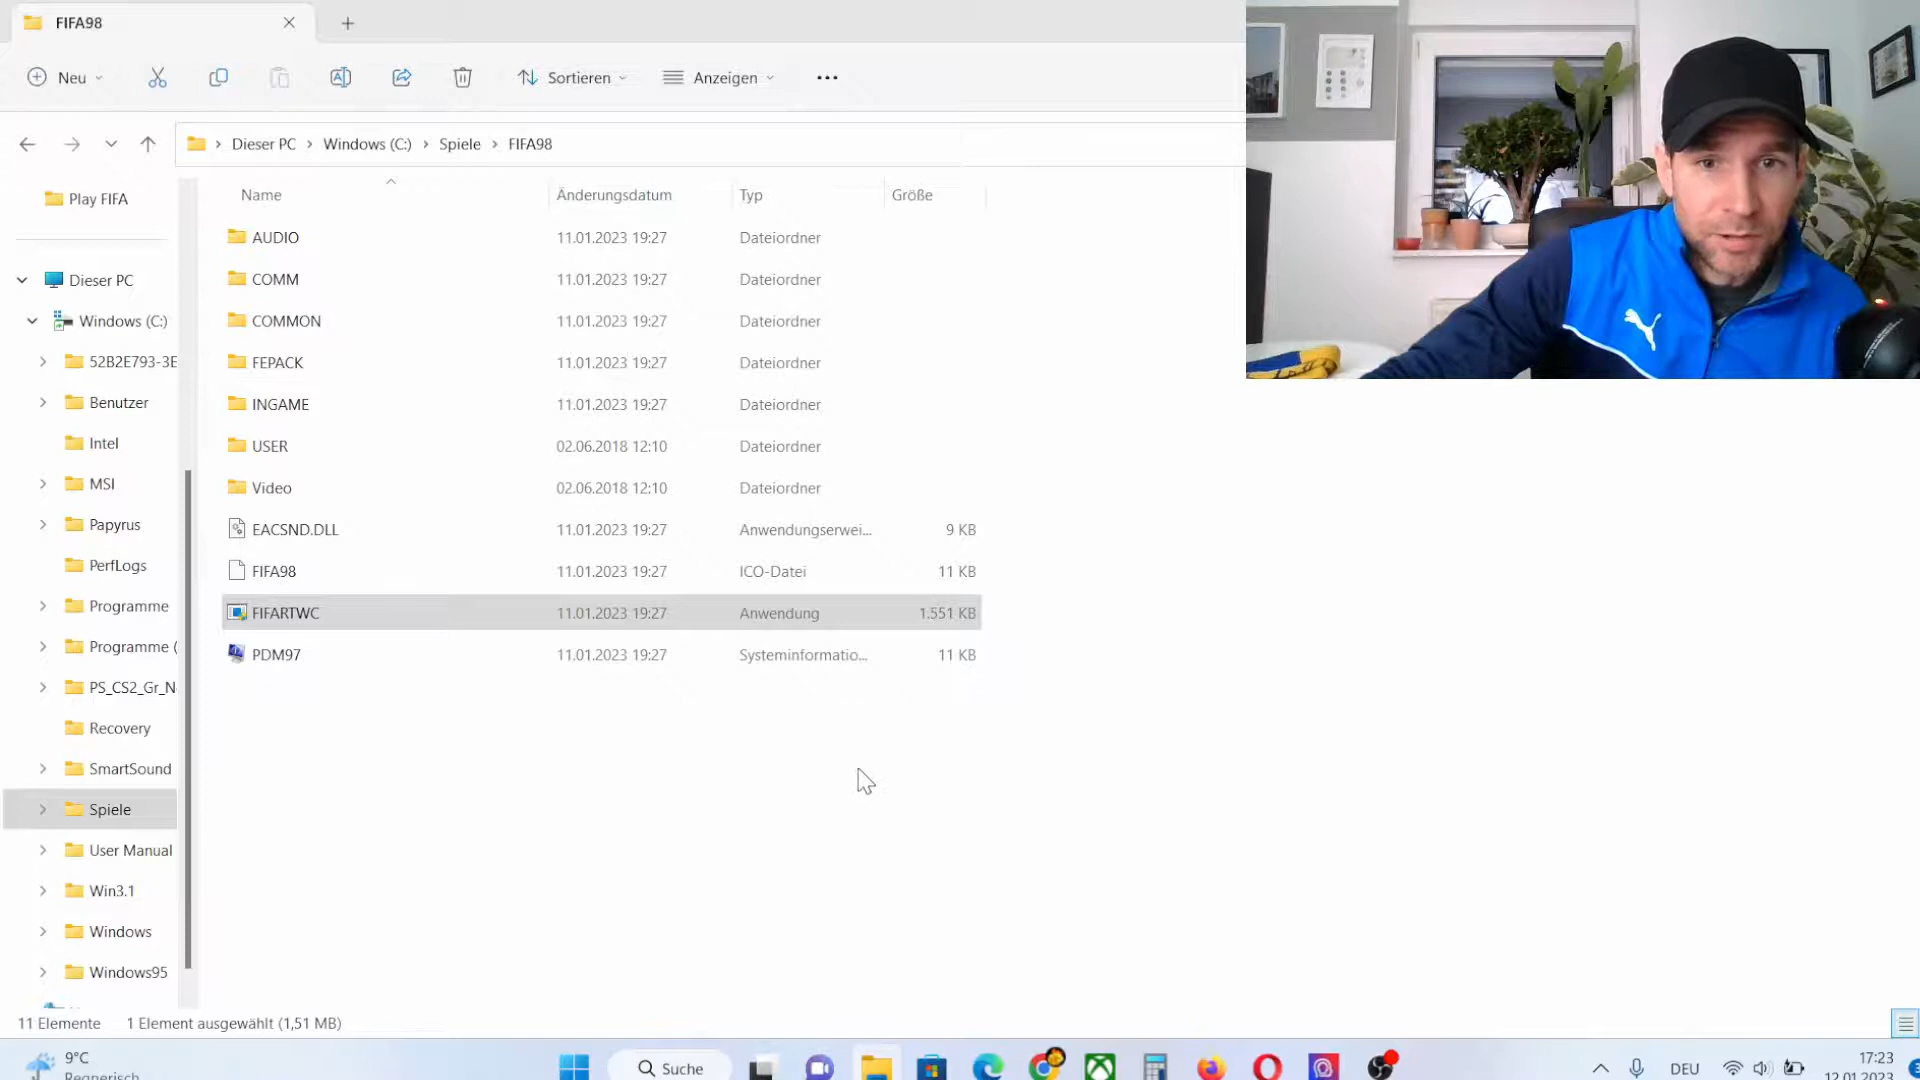 FIFA98
Neu
Sortieren
Anzeigen
Dieser PC > Windows (C:) > Spiele > FIFA98
Play FIFA
Dieser PC
Windows (C:)
52B2E793-3E
Benutzer
Intel
MSI
Papyrus
PerfLogs
Programme
Programme (
PS_CS2_Gr_N
Recovery
SmartSound
Spiele
User Manual
Win3.1
Windows
Windows95
Name Änderungsdatum Typ Größe
AUDIO 11.01.2023 19:27 Dateiordner
COMM 11.01.2023 19:27 Dateiordner
COMMON 11.01.2023 19:27 Dateiordner
FEPACK 11.01.2023 19:27 Dateiordner
INGAME 11.01.2023 19:27 Dateiordner
USER 02.06.2018 12:10 Dateiordner
Video 02.06.2018 12:10 Dateiordner
EACSND.DLL 11.01.2023 19:27 Anwendungserwei... 9 KB
FIFA98 11.01.2023 19:27 ICO-Datei 11 KB
FIFARTWC 11.01.2023 19:27 Anwendung 1.551 KB
PDM97 11.01.2023 19:27 Systeminformatio... 11 KB
11 Elemente 1 Element ausgewählt (1,51 MB)
9°C
Regnerisch
Suche
DEU
17:23
12.01.2023